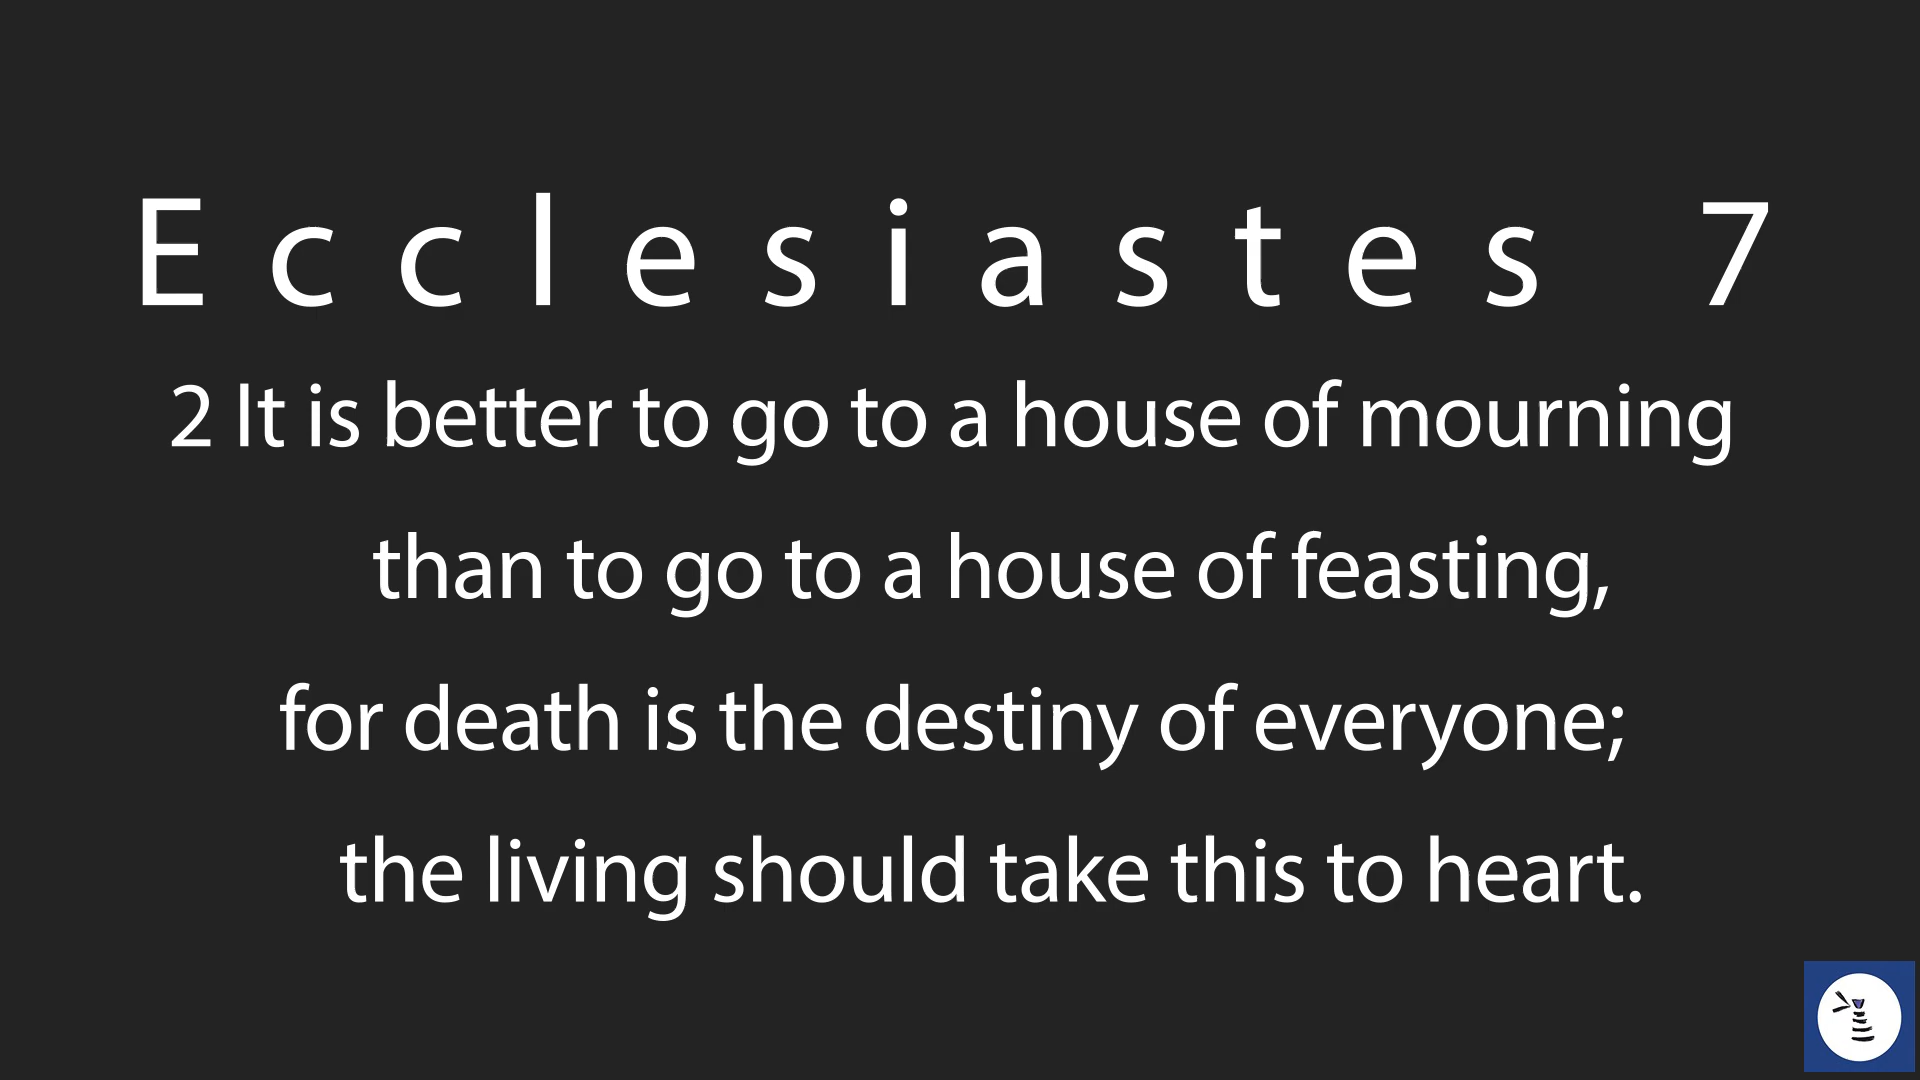 Ecclesiastes 7
2 It is better to go to a house of mourning
than to go to a house of feasting,
for death is the destiny of everyone;
the living should take this to heart.